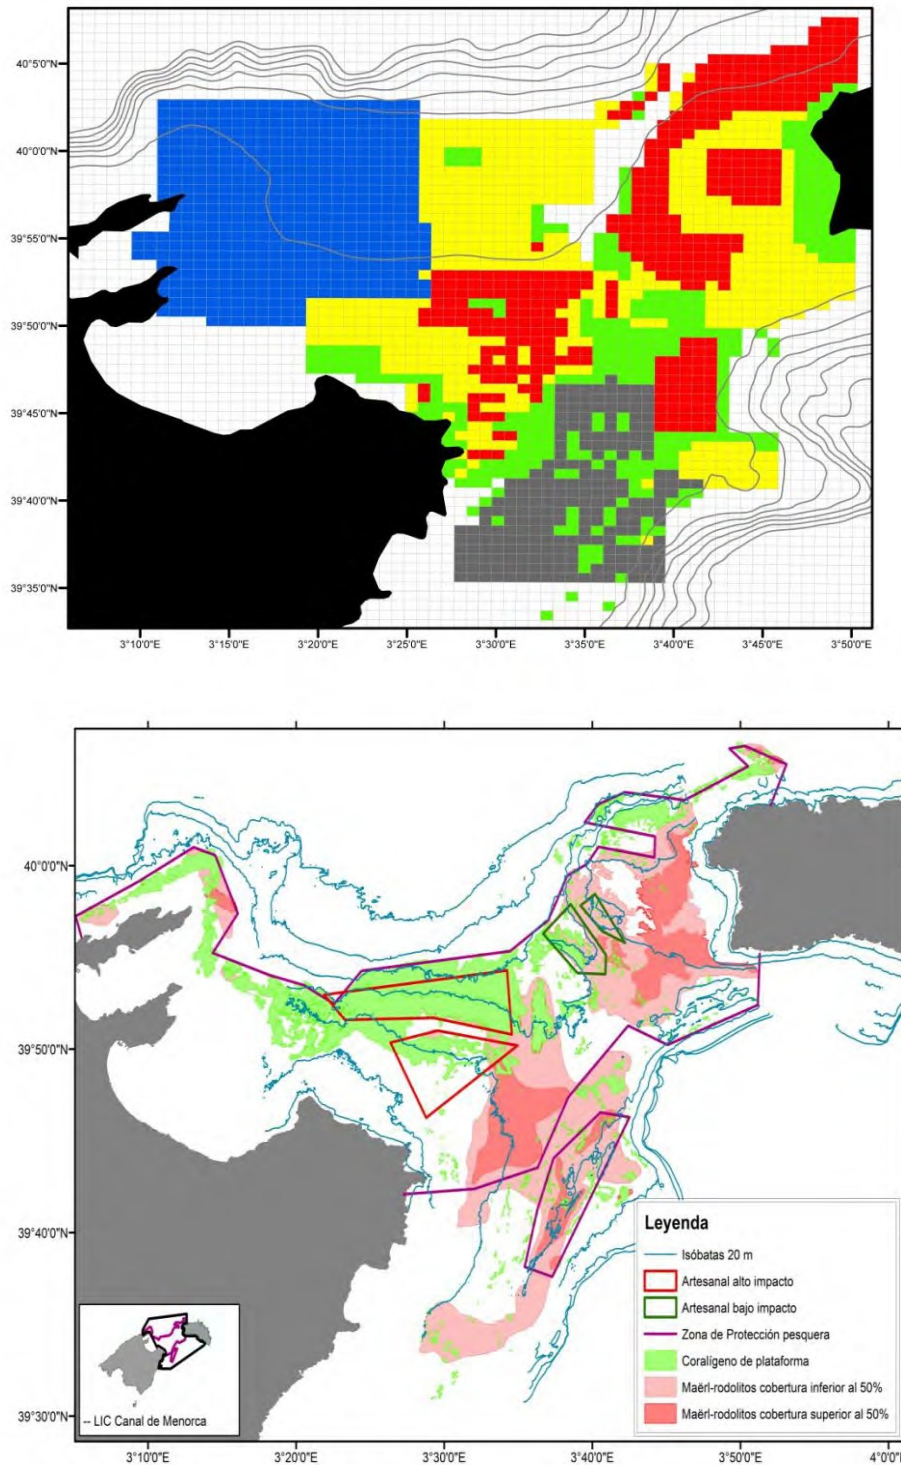 40°5'0"N
40°0'0"N
39°55'0"N
39°50'0"N
39°45'0"N
39°40'0"N
39°35'0"N
3°10'0"E 3°15'0"E 3°20'0"E 3°25'0"E 3°30'0"E 3°35'0"E 3°40'0"E 3°45'0"E 3°50'0"E
40°0'0"N
39°50'0"N
39°40'0"N
39°30'0"N
Leyenda
Isóbatas 20 m
Artesanal alto impacto
Artesanal bajo impacto
Zona de Protección pesquera
Coralígeno de plataforma
Maërl-rodolitos cobertura inferior al 50%
Maërl-rodolitos cobertura superior al 50%
-- LIC Canal de Menorca
3°10'0"E 3°20'0"E 3°30'0"E 3°40'0"E 3°50'0"E